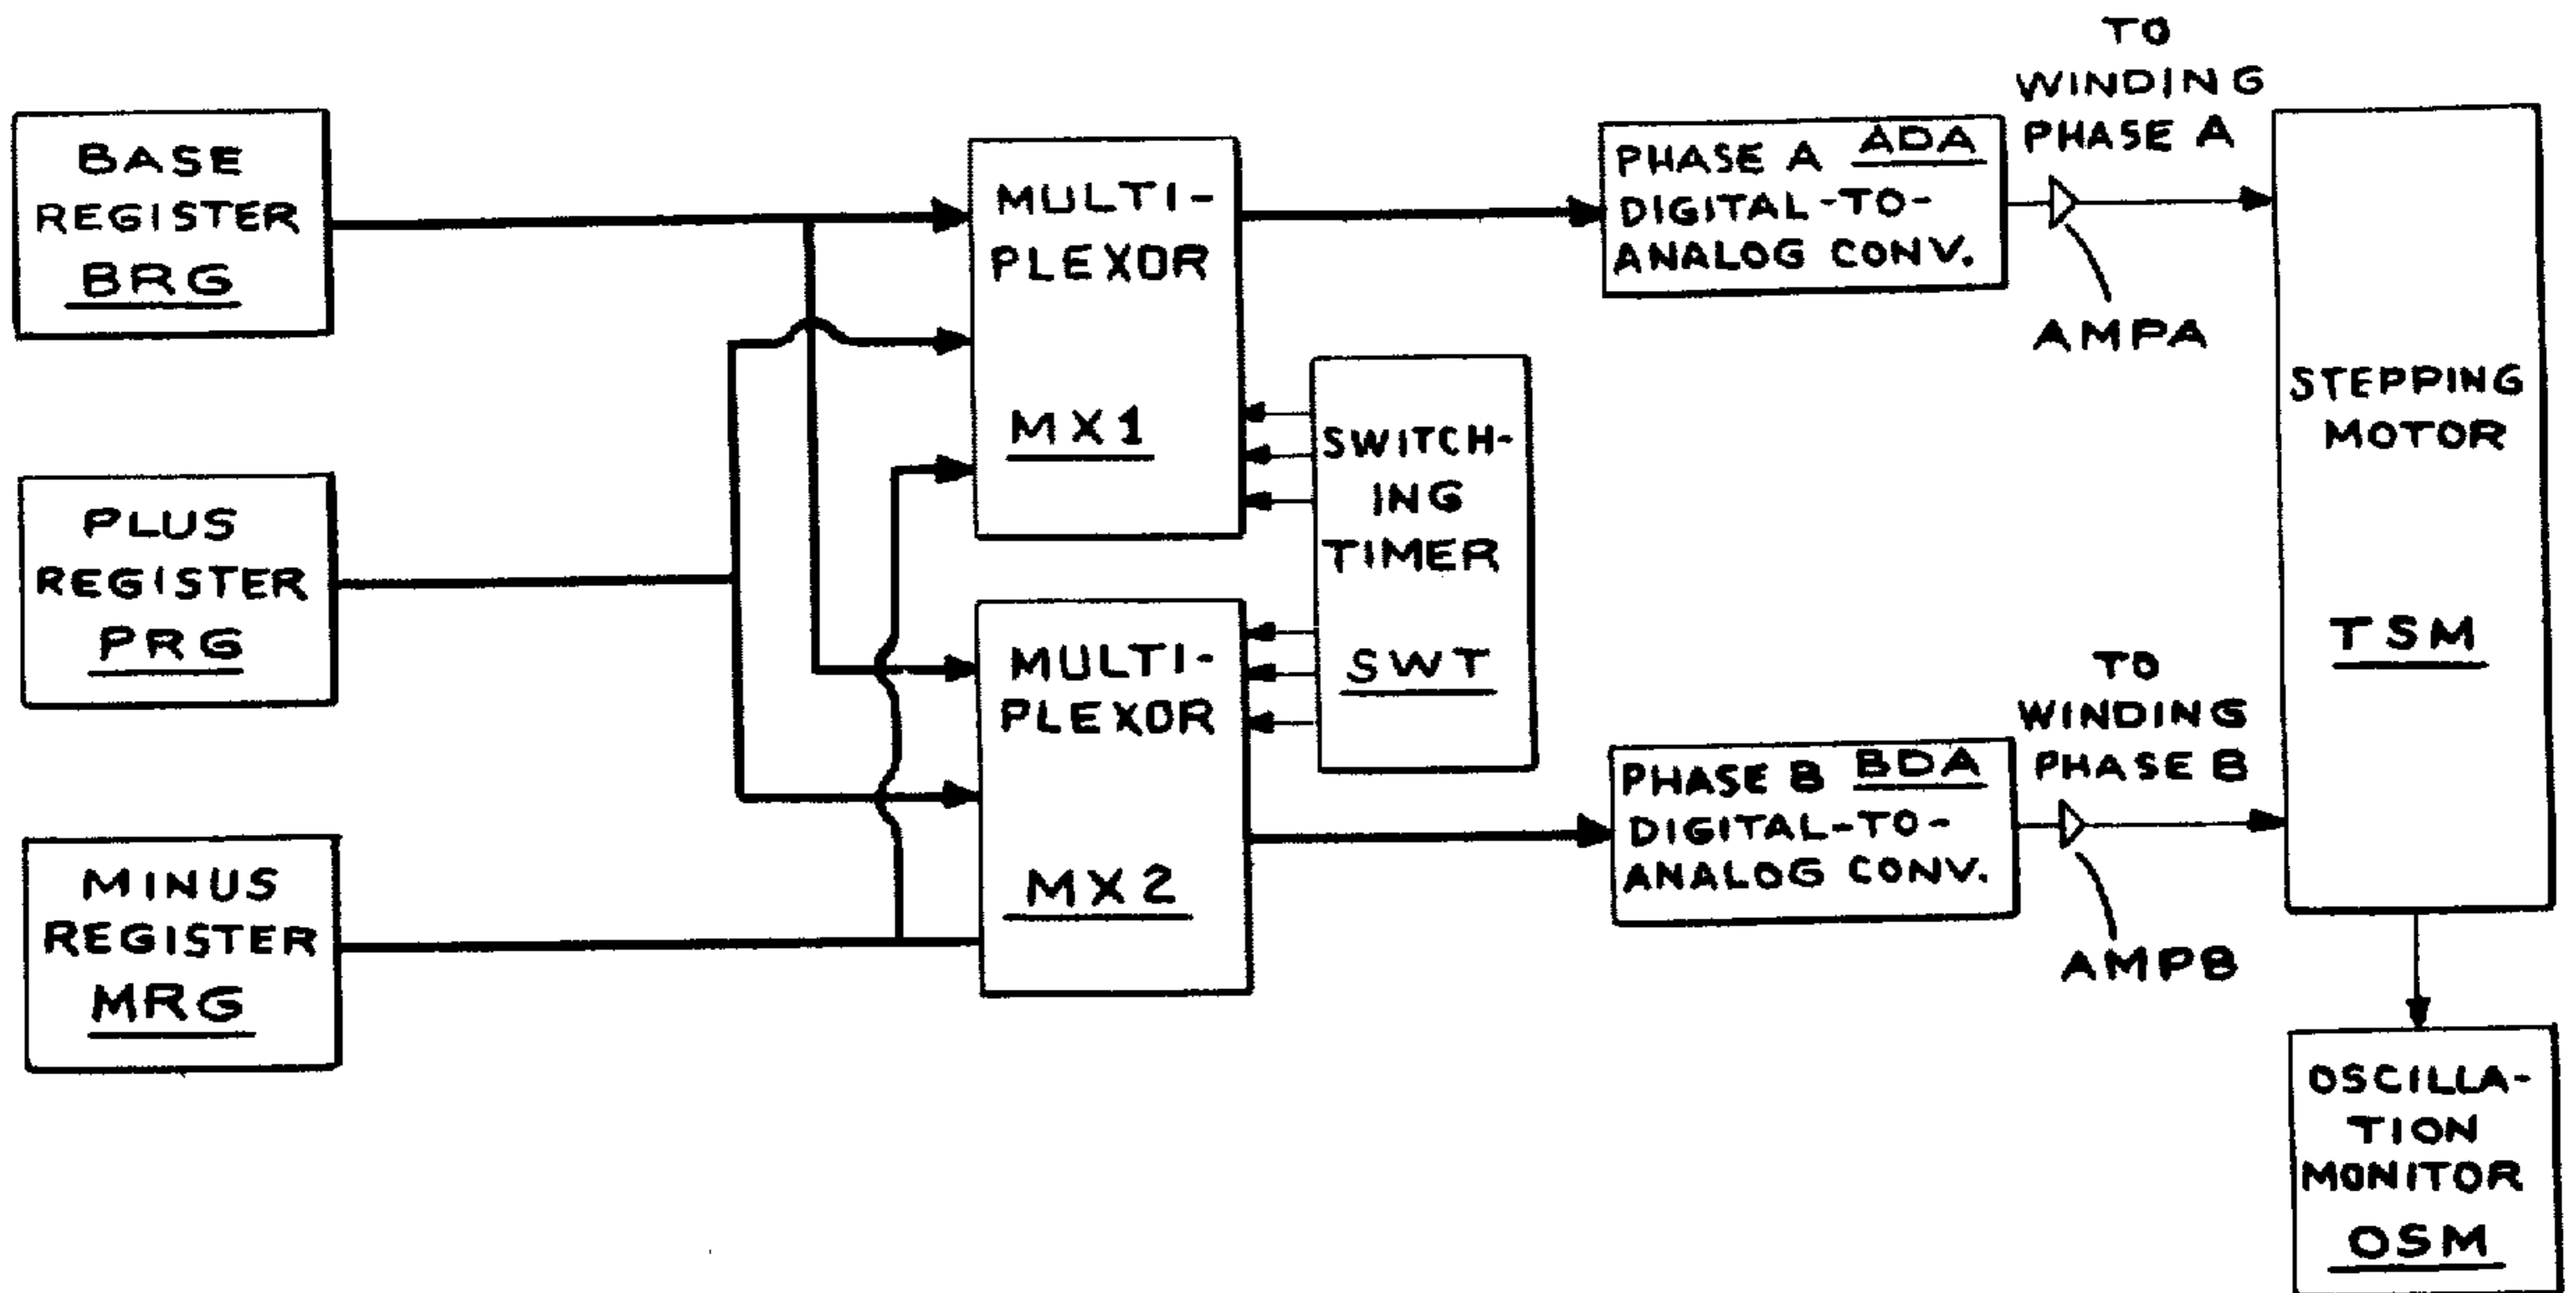 BASE
REGISTER
BRG
PLUS
REGISTER
PRG
MINUS
REGISTER
MRG
MULTI-
PLEXOR
MX1
MULTI-
PLEXOR
MX2
SWITCH-
ING
TIMER
SWT
PHASE A ADA
DIGITAL-TO-
ANALOG CONV.
TO
WINDING
PHASE A
AMPA
PHASE B BDA
DIGITAL-TO-
ANALOG CONV.
TO
WINDING
PHASE B
AMPB
STEPPING
MOTOR
TSM
OSCILLA-
TION
MONITOR
OSM